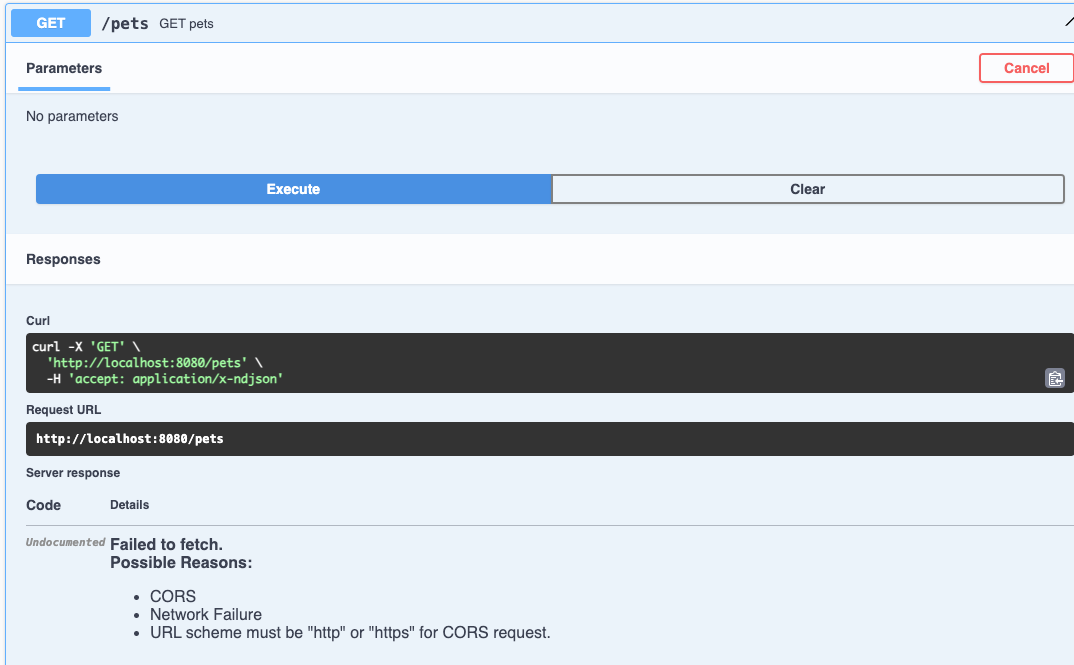 GET /pets GET pets
Parameters Cancel
No parameters
Execute Clear
Responses
Curl
curl -X 'GET' \
'http://localhost:8080/pets' \
-H 'accept: application/x-ndjson'
Request URL
http://localhost:8080/pets
Server response
Code Details
Undocumented Failed to fetch.
Possible Reasons:
• CORS
• Network Failure
• URL scheme must be "http" or "https" for CORS request.